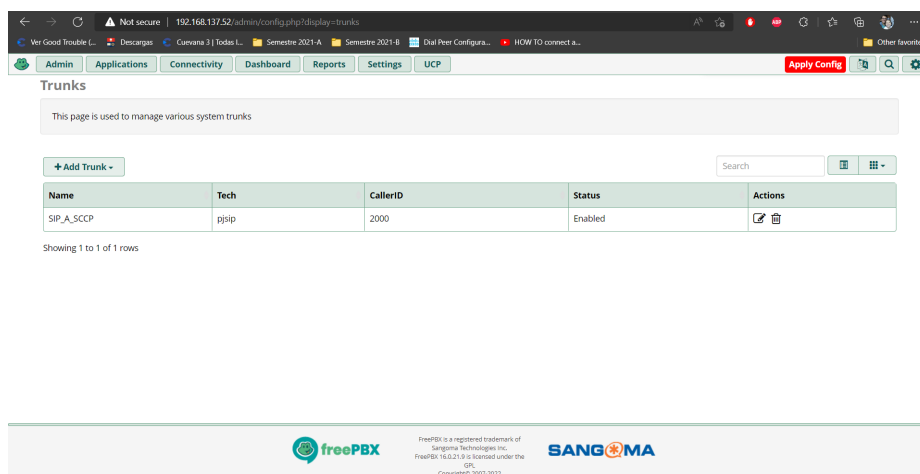 Not secure | 192.168.137.52/admin/config.php?display=trunks
Ver Good Trouble (... Descargas Cuevana 3 | Todas l... Semestre 2021-A Semestre 2021-B Dial Peer Configura... HOW TO connect a... Other favorite
Admin Applications Connectivity Dashboard Reports Settings UCP Apply Config
Trunks
This page is used to manage various system trunks
+ Add Trunk Search
Name Tech CallerID Status Actions
SIP_A_SCCP pjsip 2000 Enabled
Showing 1 to 1 of 1 rows
freePBX
FreePBX is a registered trademark of
Sangoma Technologies Inc.
FreePBX 16.0.21.9 is licensed under the
GPL
Copyright© 2007-2022
SANGOMA